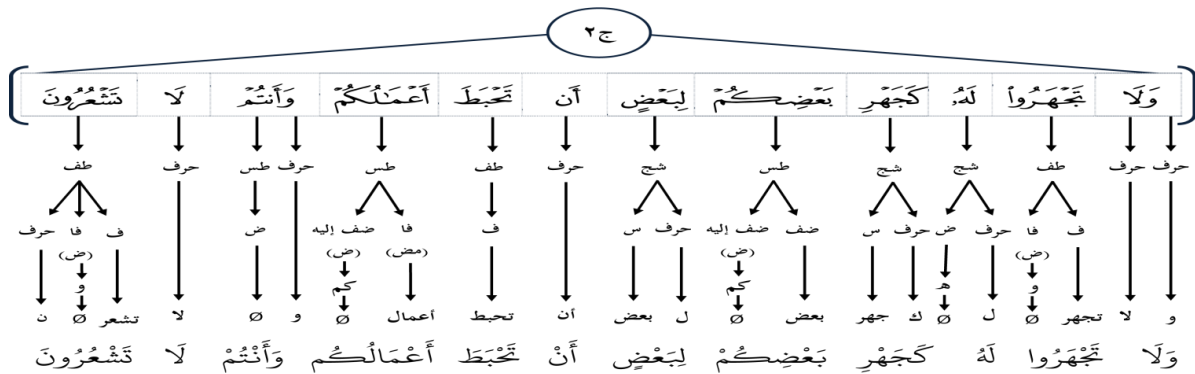 ج٢
وَلَا تَجْهَرُوا۟ لَهُۥ كَجَهْرِ بَعْضِكُمْ لِبَعْضٍ أَن تَحْبَطَ أَعْمَـٰلُكُمْ وَأَنتُمْ لَا تَشْعُرُونَ
حرف حرف طف شج شج طس شج حرف طف طس حرف طس حرف طف
ف فا حرف ض حرف س ضف ضف إليه حرف س ف فا ضف إليه ض ف فا حرف
(ض) (ض) (مض) (ض) (ض)
و هـ كم كم و
و لا تجهر Ø ل Ø ك جهر بعض Ø ل بعض أن تحبط أعمال Ø و Ø لا تشعر Ø ن
وَلَا تَجْهَرُوا لَهُ كَجَهْرِ بَعْضِكُمْ لِبَعْضٍ أَنْ تَحْبَطَ أَعْمَالُكُم وَأَنْتُمْ لَا تَشْعُرُونَ